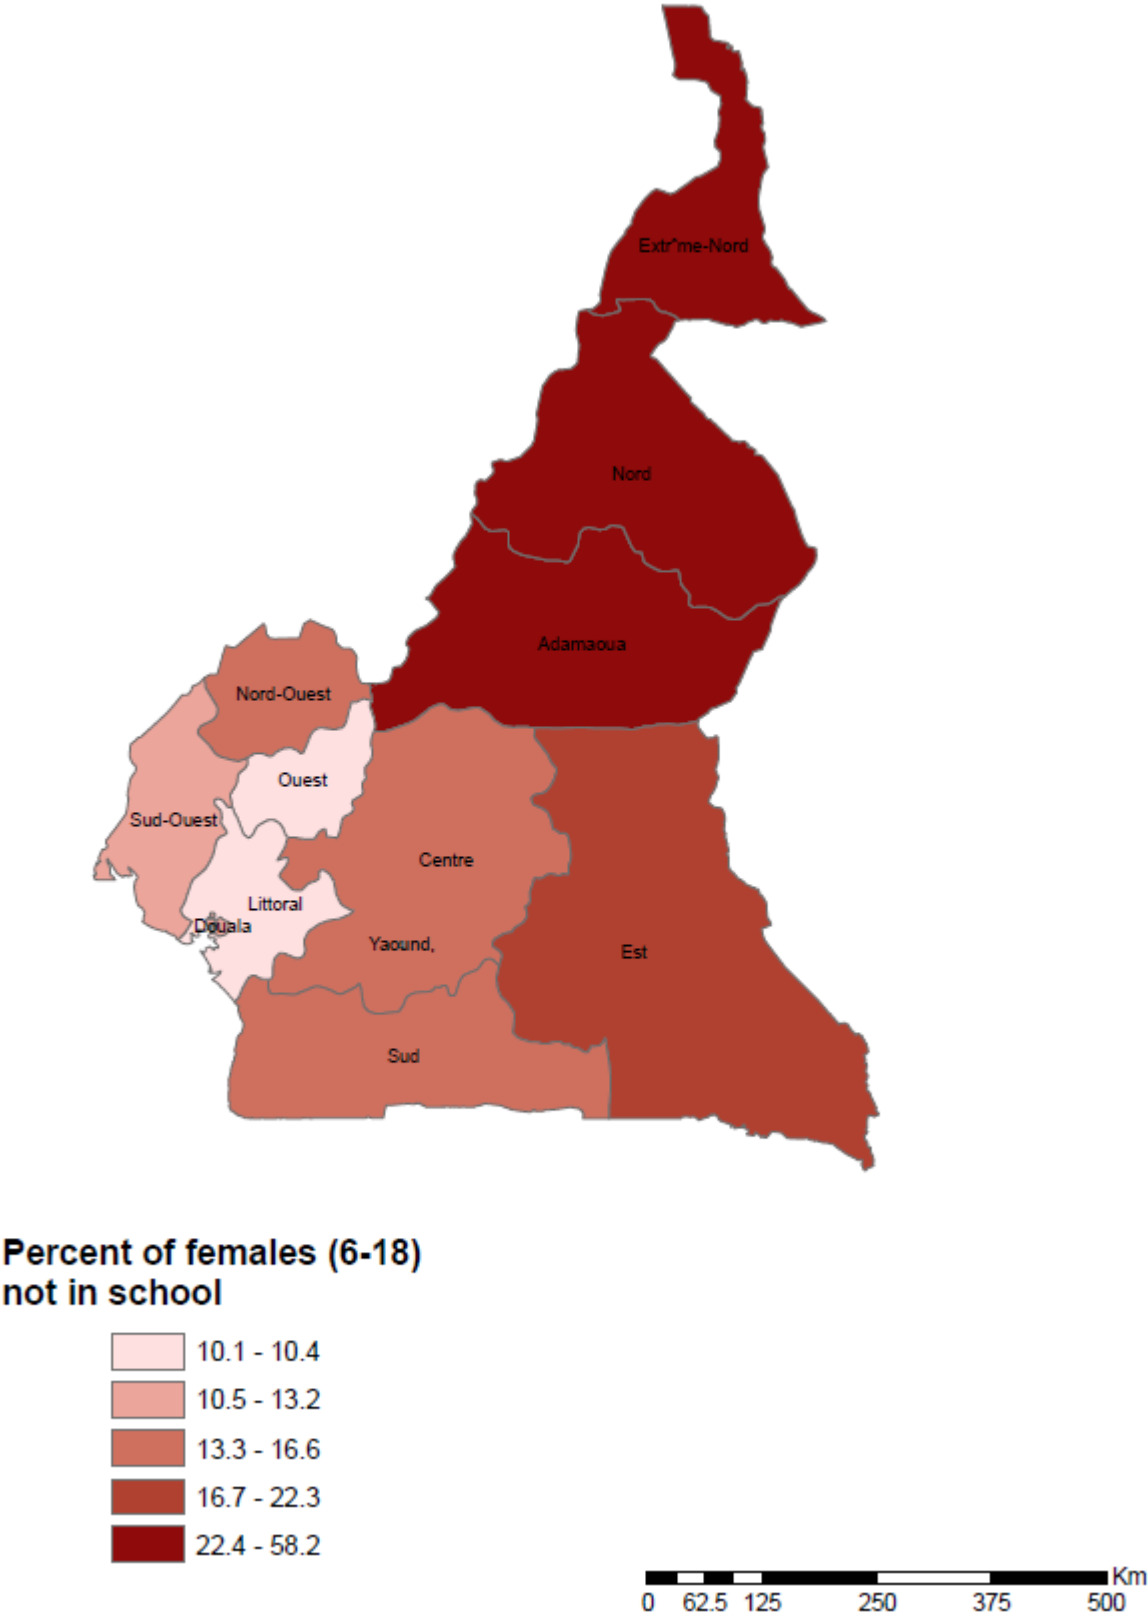 Extr^me-Nord
Nord
Adamaoua
Nord-Ouest
Ouest
Sud-Ouest
Centre
Littoral
Douala
Yaound,
Est
Sud
Percent of females (6-18)
not in school
10.1 - 10.4
10.5 - 13.2
13.3 - 16.6
16.7 - 22.3
22.4 - 58.2
Km
0 62.5 125 250 375 500